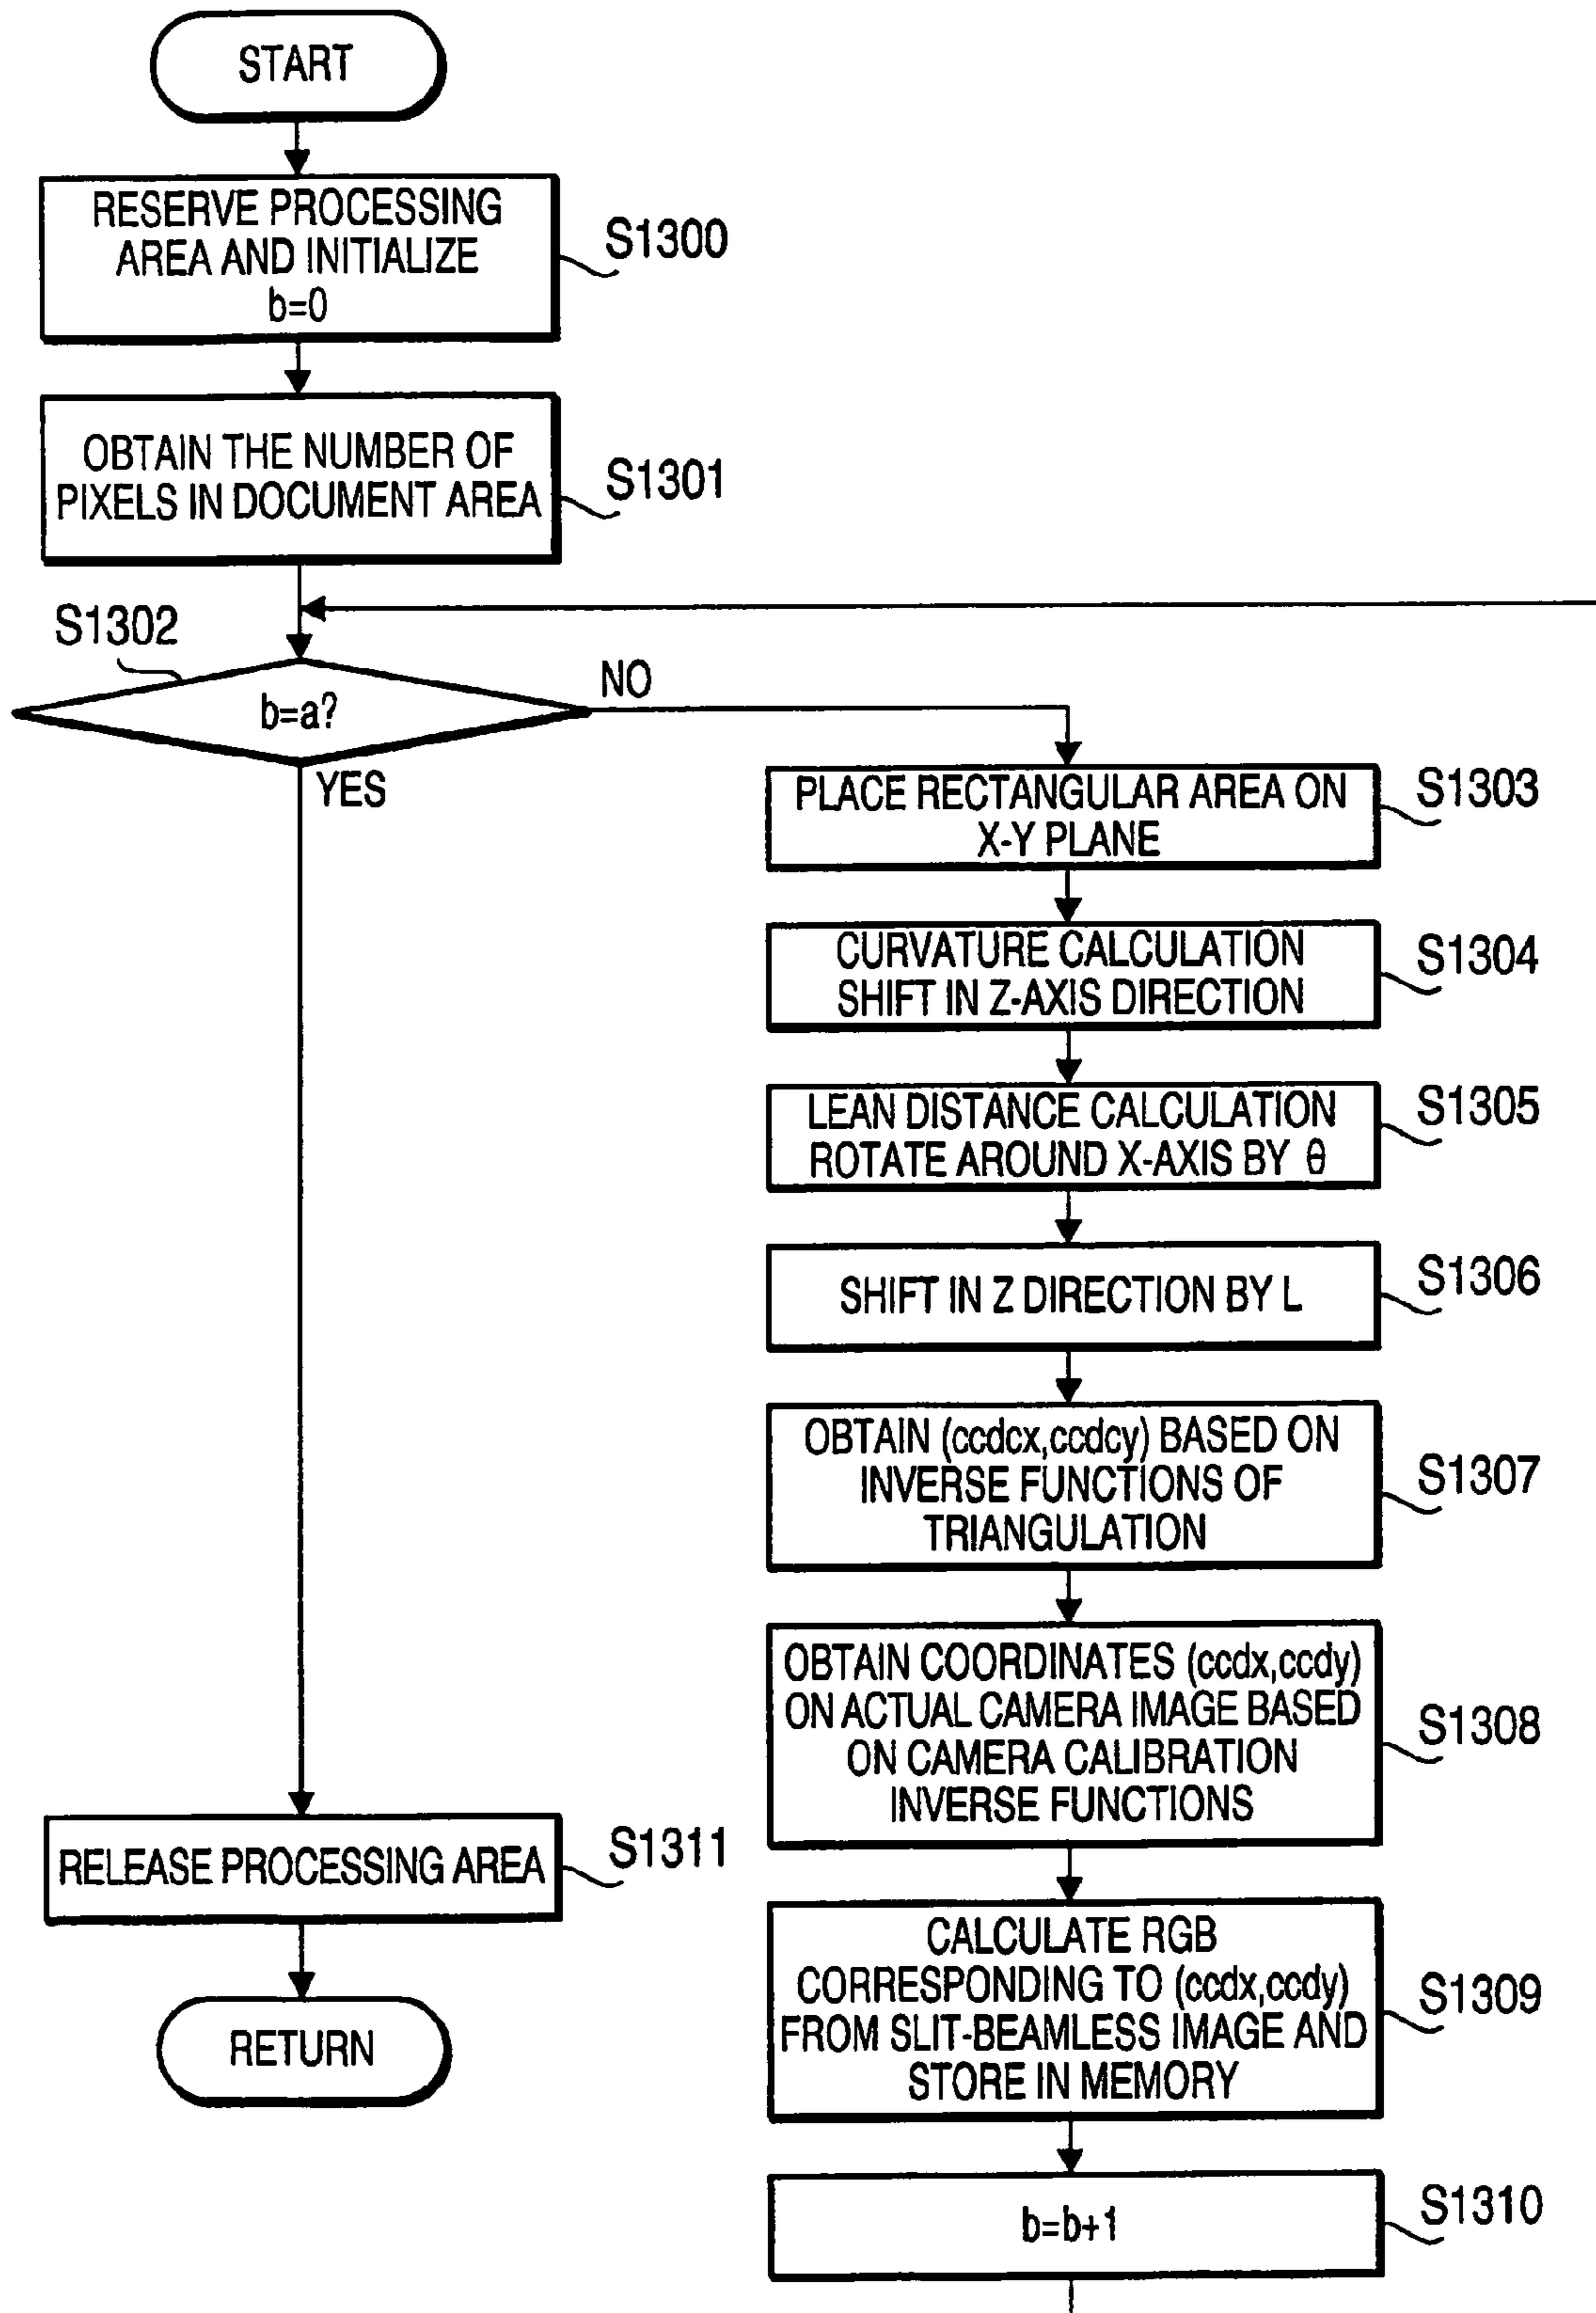 START
RESERVE PROCESSING
AREA AND INITIALIZE
b=0
S1300
OBTAIN THE NUMBER OF
PIXELS IN DOCUMENT AREA
S1301
S1302
b=a?
NO
YES
PLACE RECTANGULAR AREA ON
X-Y PLANE
S1303
CURVATURE CALCULATION
SHIFT IN Z-AXIS DIRECTION
S1304
LEAN DISTANCE CALCULATION
ROTATE AROUND X-AXIS BY θ
S1305
SHIFT IN Z DIRECTION BY L
S1306
OBTAIN (ccdcx,ccdcy) BASED ON
INVERSE FUNCTIONS OF
TRIANGULATION
S1307
OBTAIN COORDINATES (ccdx,ccdy)
ON ACTUAL CAMERA IMAGE BASED
ON CAMERA CALIBRATION
INVERSE FUNCTIONS
S1308
CALCULATE RGB
CORRESPONDING TO (ccdx,ccdy)
FROM SLIT-BEAMLESS IMAGE AND
STORE IN MEMORY
S1309
b=b+1
S1310
RELEASE PROCESSING AREA
S1311
RETURN